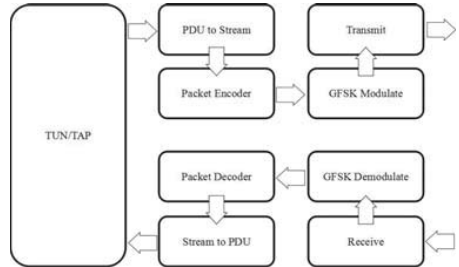 TUN/TAP
PDU to Stream
Transmit
Packet Encoder
GFSK Modulate
Packet Decoder
GFSK Demodulate
Stream to PDU
Receive